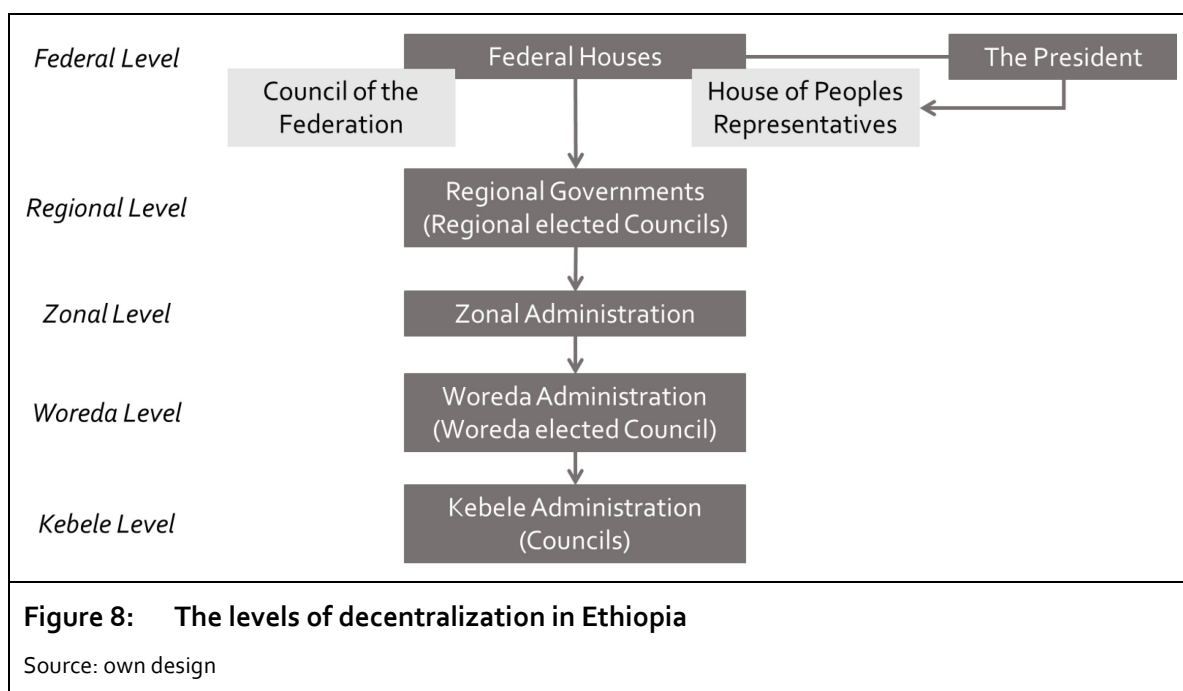 Federal Level
Federal Houses
The President
Council of the
Federation
House of Peoples
Representatives
Regional Level
Regional Governments
(Regional elected Councils)
Zonal Level
Zonal Administration
Woreda Level
Woreda Administration
(Woreda elected Council)
Kebele Level
Kebele Administration
(Councils)
Figure 8: The levels of decentralization in Ethiopia
Source: own design